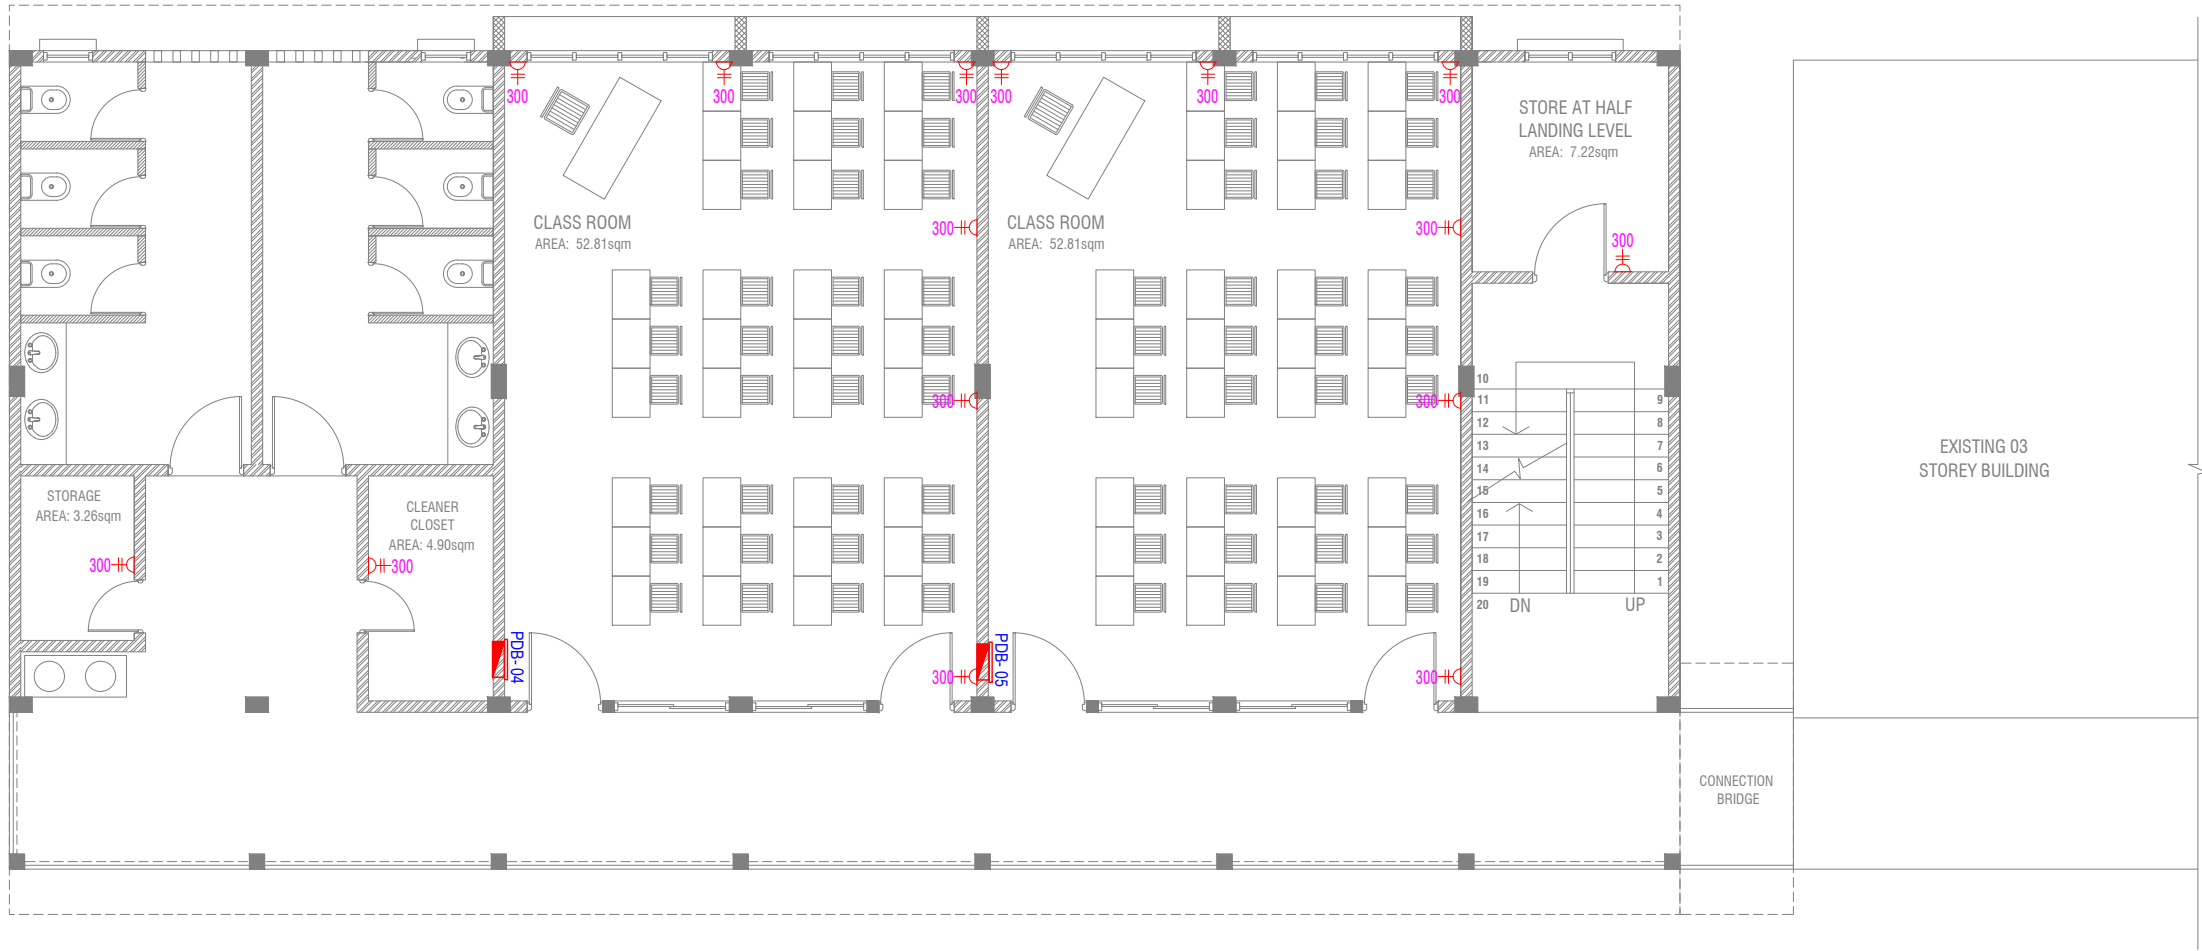 300
300
300
300
300
300
STORE AT HALF
LANDING LEVEL
AREA: 7.22sqm
CLASS ROOM
AREA: 52.81sqm
300
CLASS ROOM
AREA: 52.81sqm
300
300
10
11
12
13
14
15
16
17
18
19
20
9
8
7
6
5
4
3
2
1
DN
UP
300
300
EXISTING 03
STOREY BUILDING
STORAGE
AREA: 3.26sqm
300
CLEANER
CLOSET
AREA: 4.90sqm
300
PDB-04
300
PDB-05
300
CONNECTION
BRIDGE